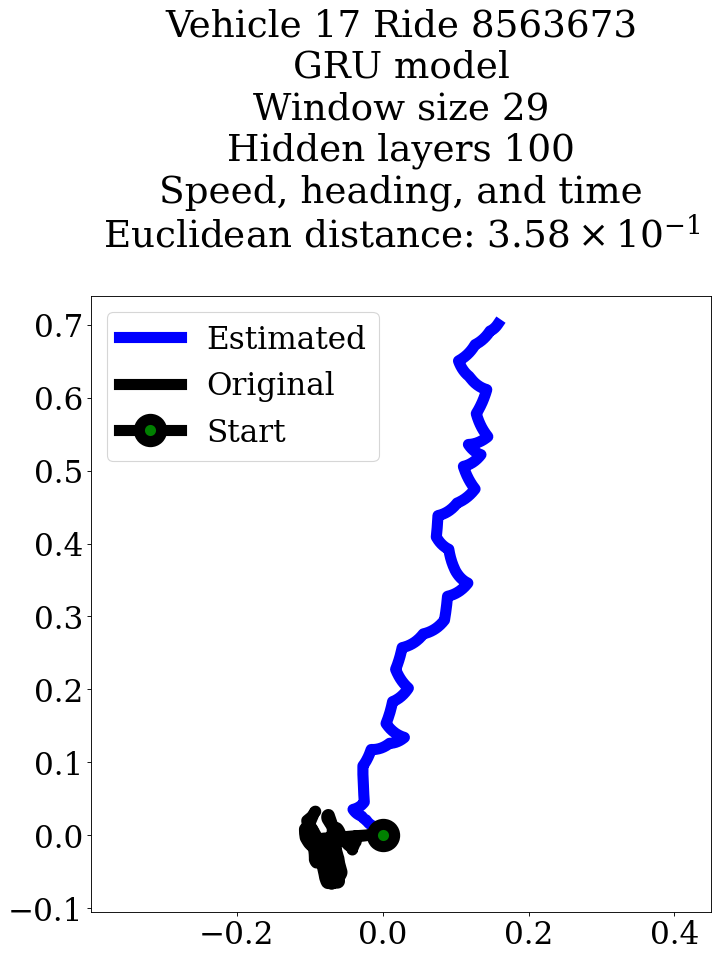 Vehicle 17 Ride 8563673
GRU model
Window size 29
Hidden layers 100
Speed, heading, and time
Euclidean distance: 3.58 × 10⁻¹
Estimated
Original
Start
0.7
0.6
0.5
0.4
0.3
0.2
0.1
0.0
−0.1
−0.2 0.0 0.2 0.4